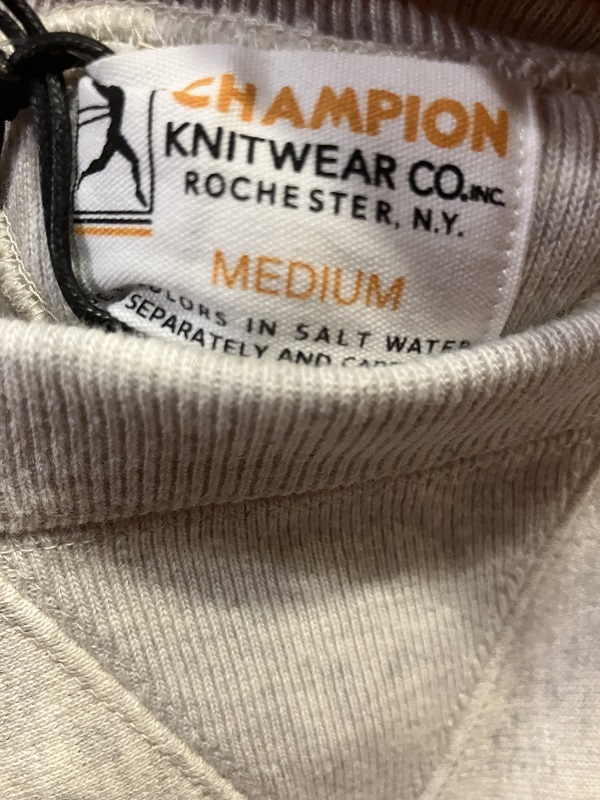 CHAMPION
KNITWEAR CO.INC.
ROCHESTER, N.Y.
MEDIUM
IN SALT WATER
SEPARATELY AND